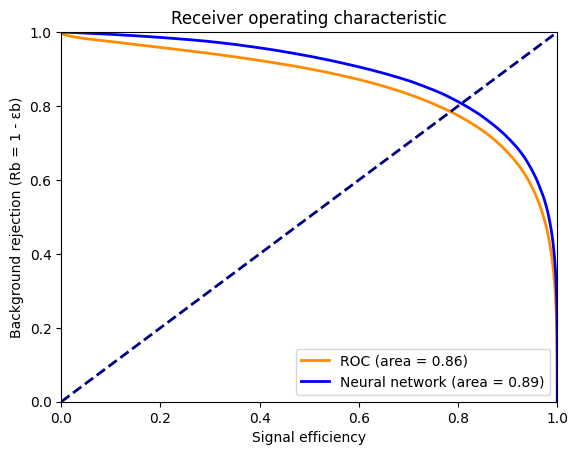 Receiver operating characteristic
1.0
0.8
0.6
0.4
0.2
0.0
Background rejection (Rb = 1 - εb)
ROC (area = 0.86)
Neural network (area = 0.89)
0.0 0.2 0.4 0.6 0.8 1.0
Signal efficiency